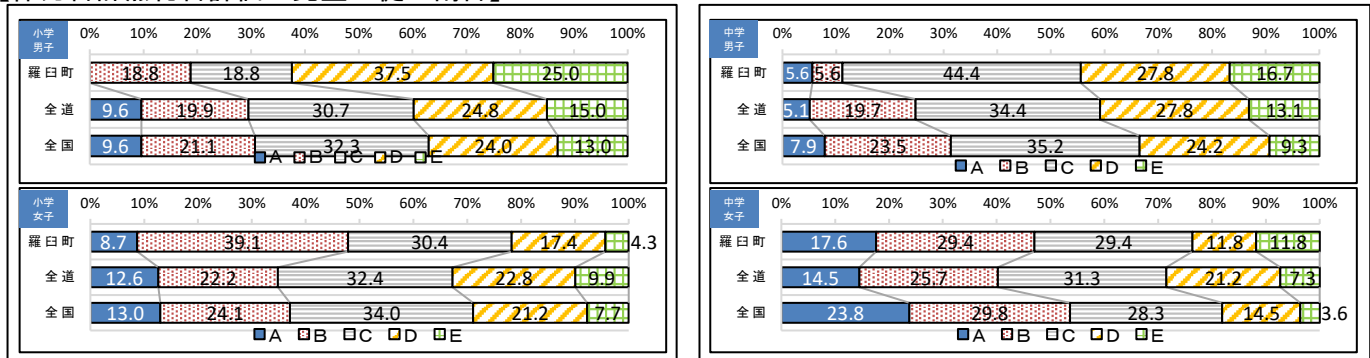 小学
男子
0% 10% 20% 30% 40% 50% 60% 70% 80% 90% 100%
羅臼町 18.8 18.8 37.5 25.0
全道 9.6 19.9 30.7 24.8 15.0
全国 9.6 21.1 32.3 24.0 13.0
A B C D E
中学
男子
0% 10% 20% 30% 40% 50% 60% 70% 80% 90% 100%
羅臼町 5.6 5.6 44.4 27.8 16.7
全道 5.1 19.7 34.4 27.8 13.1
全国 7.9 23.5 35.2 24.2 9.3
A B C D E
小学
女子
0% 10% 20% 30% 40% 50% 60% 70% 80% 90% 100%
羅臼町 8.7 39.1 30.4 17.4 4.3
全道 12.6 22.2 32.4 22.8 9.9
全国 13.0 24.1 34.0 21.2 7.7
A B C D E
中学
女子
0% 10% 20% 30% 40% 50% 60% 70% 80% 90% 100%
羅臼町 17.6 29.4 29.4 11.8 11.8
全道 14.5 25.7 31.3 21.2 7.3
全国 23.8 29.8 28.3 14.5 3.6
A B C D E